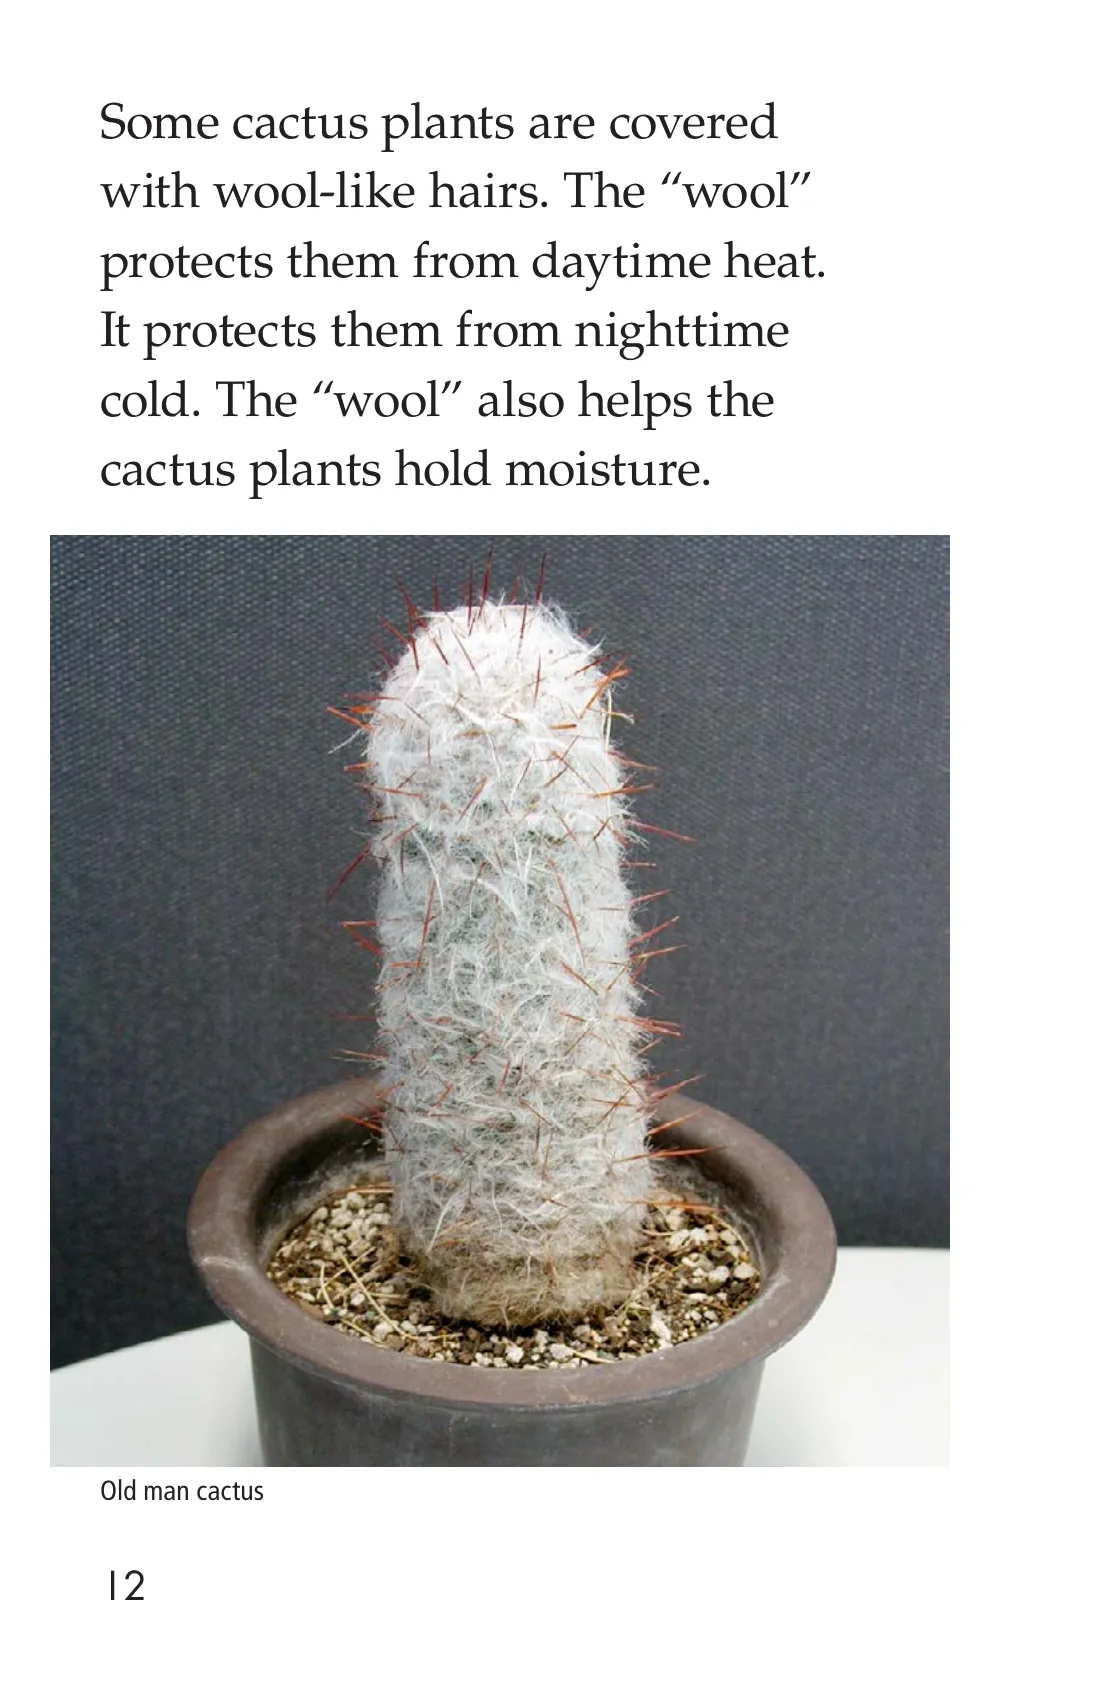 Some cactus plants are covered
with wool-like hairs. The “wool”
protects them from daytime heat.
It protects them from nighttime
cold. The “wool” also helps the
cactus plants hold moisture.
Old man cactus
12